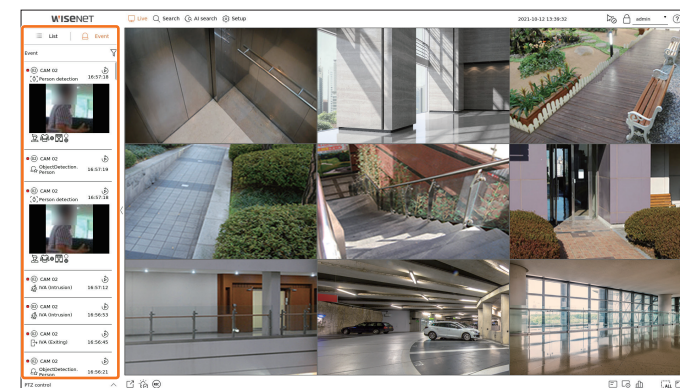 WISENET
Live Search AI search Setup
2021-10-12 13:39:32
admin
List Event
Event
CAM 02
Person detection 16:57:18
CAM 02
ObjectDetection.
Person 16:57:19
CAM 02
Person detection 16:57:18
CAM 02
IVA (Intrusion) 16:57:12
CAM 02
IVA (Intrusion) 16:56:53
CAM 02
IVA (Exiting) 16:56:45
CAM 02
ObjectDetection.
Person 16:56:21
PTZ control
ALL